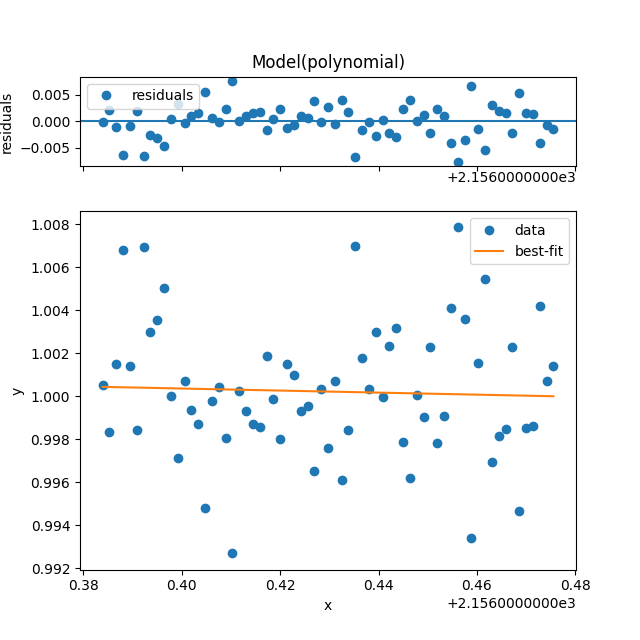 Model(polynomial)
residuals
residuals
0.005
0.000
−0.005
+2.1560000000e3
data
best-fit
y
1.008
1.006
1.004
1.002
1.000
0.998
0.996
0.994
0.992
0.38 0.40 0.42 0.44 0.46 0.48
x
+2.1560000000e3